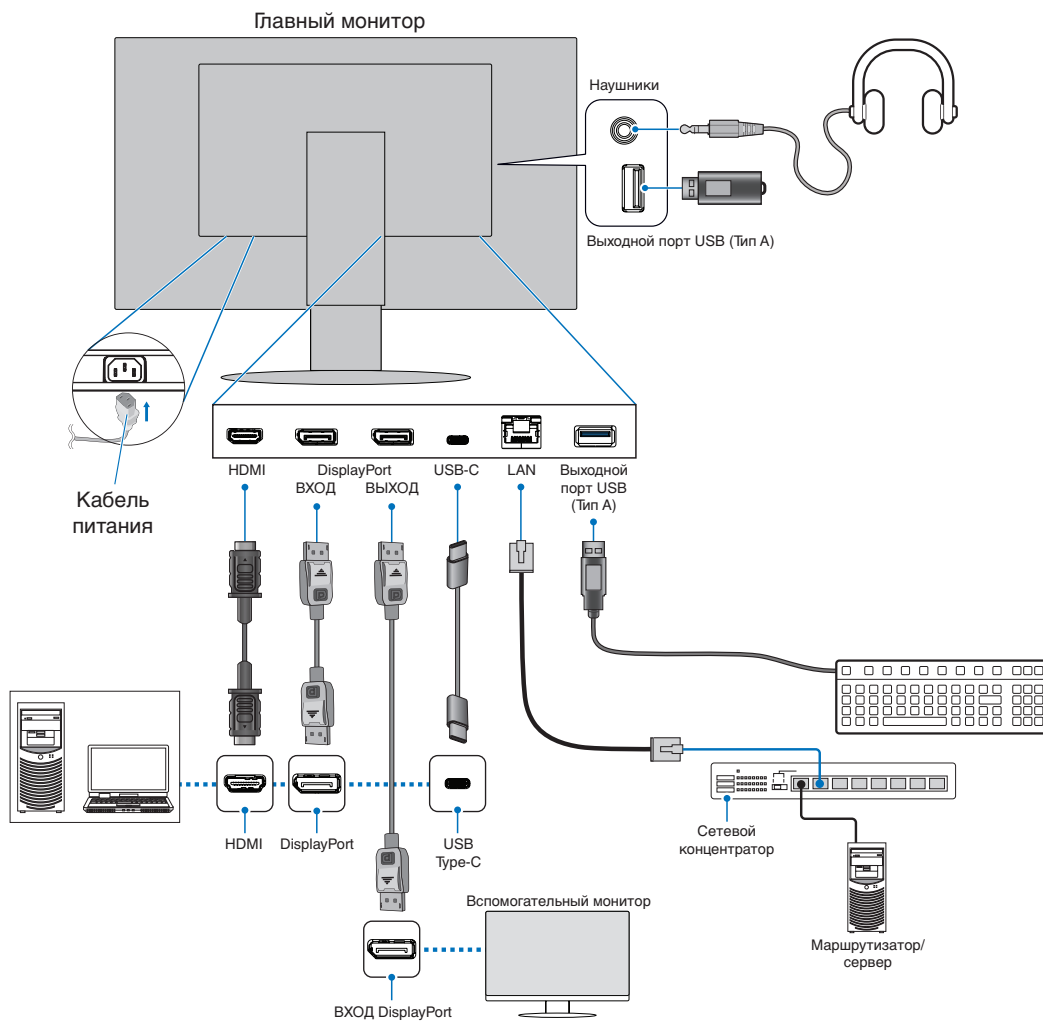 Главный монитор
Наушники
Выходной порт USB (Тип A)
Кабель
питания
HDMI
DisplayPort
ВХОД
ВЫХОД
USB-C
LAN
Выходной
порт USB
(Тип A)
HDMI
DisplayPort
USB
Type-C
Сетевой
концентратор
Маршрутизатор/
сервер
Вспомогательный монитор
ВХОД DisplayPort